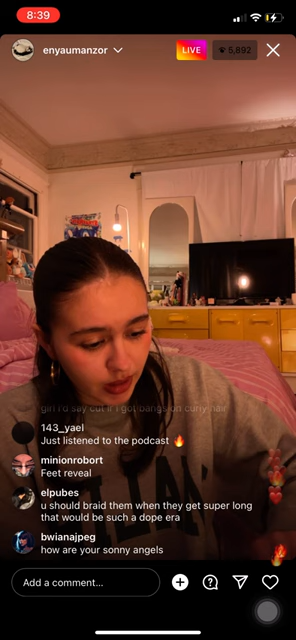 8:39
enyaumanzor
LIVE
5,892
girl i'd say cut if i got bangs on curly hair
143_yael
Just listened to the podcast 🔥
minionrobort
Feet reveal
elpubes
u should braid them when they get super long
that would be such a dope era
bwianajpeg
how are your sonny angels
Add a comment...